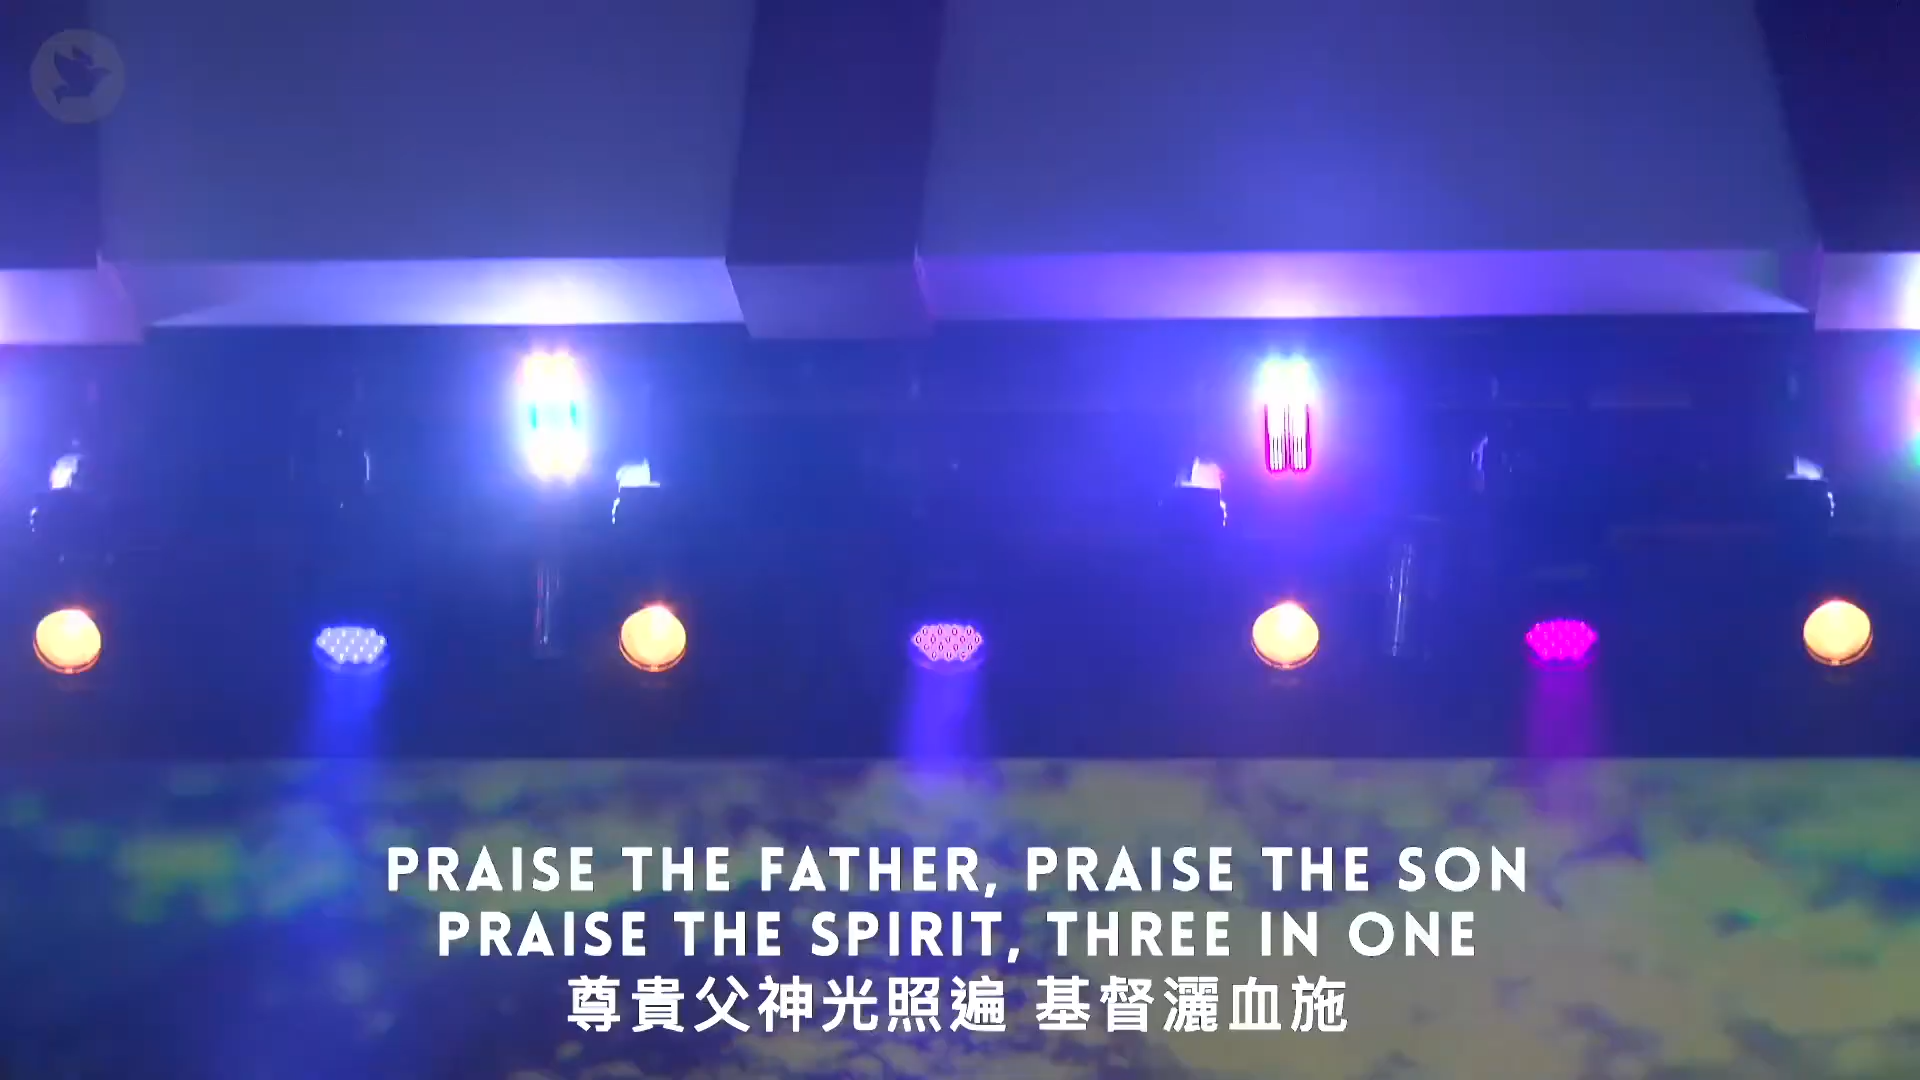 PRAISE THE FATHER, PRAISE THE SON
PRAISE THE SPIRIT, THREE IN ONE
尊貴父神光照遍 基督灑血施